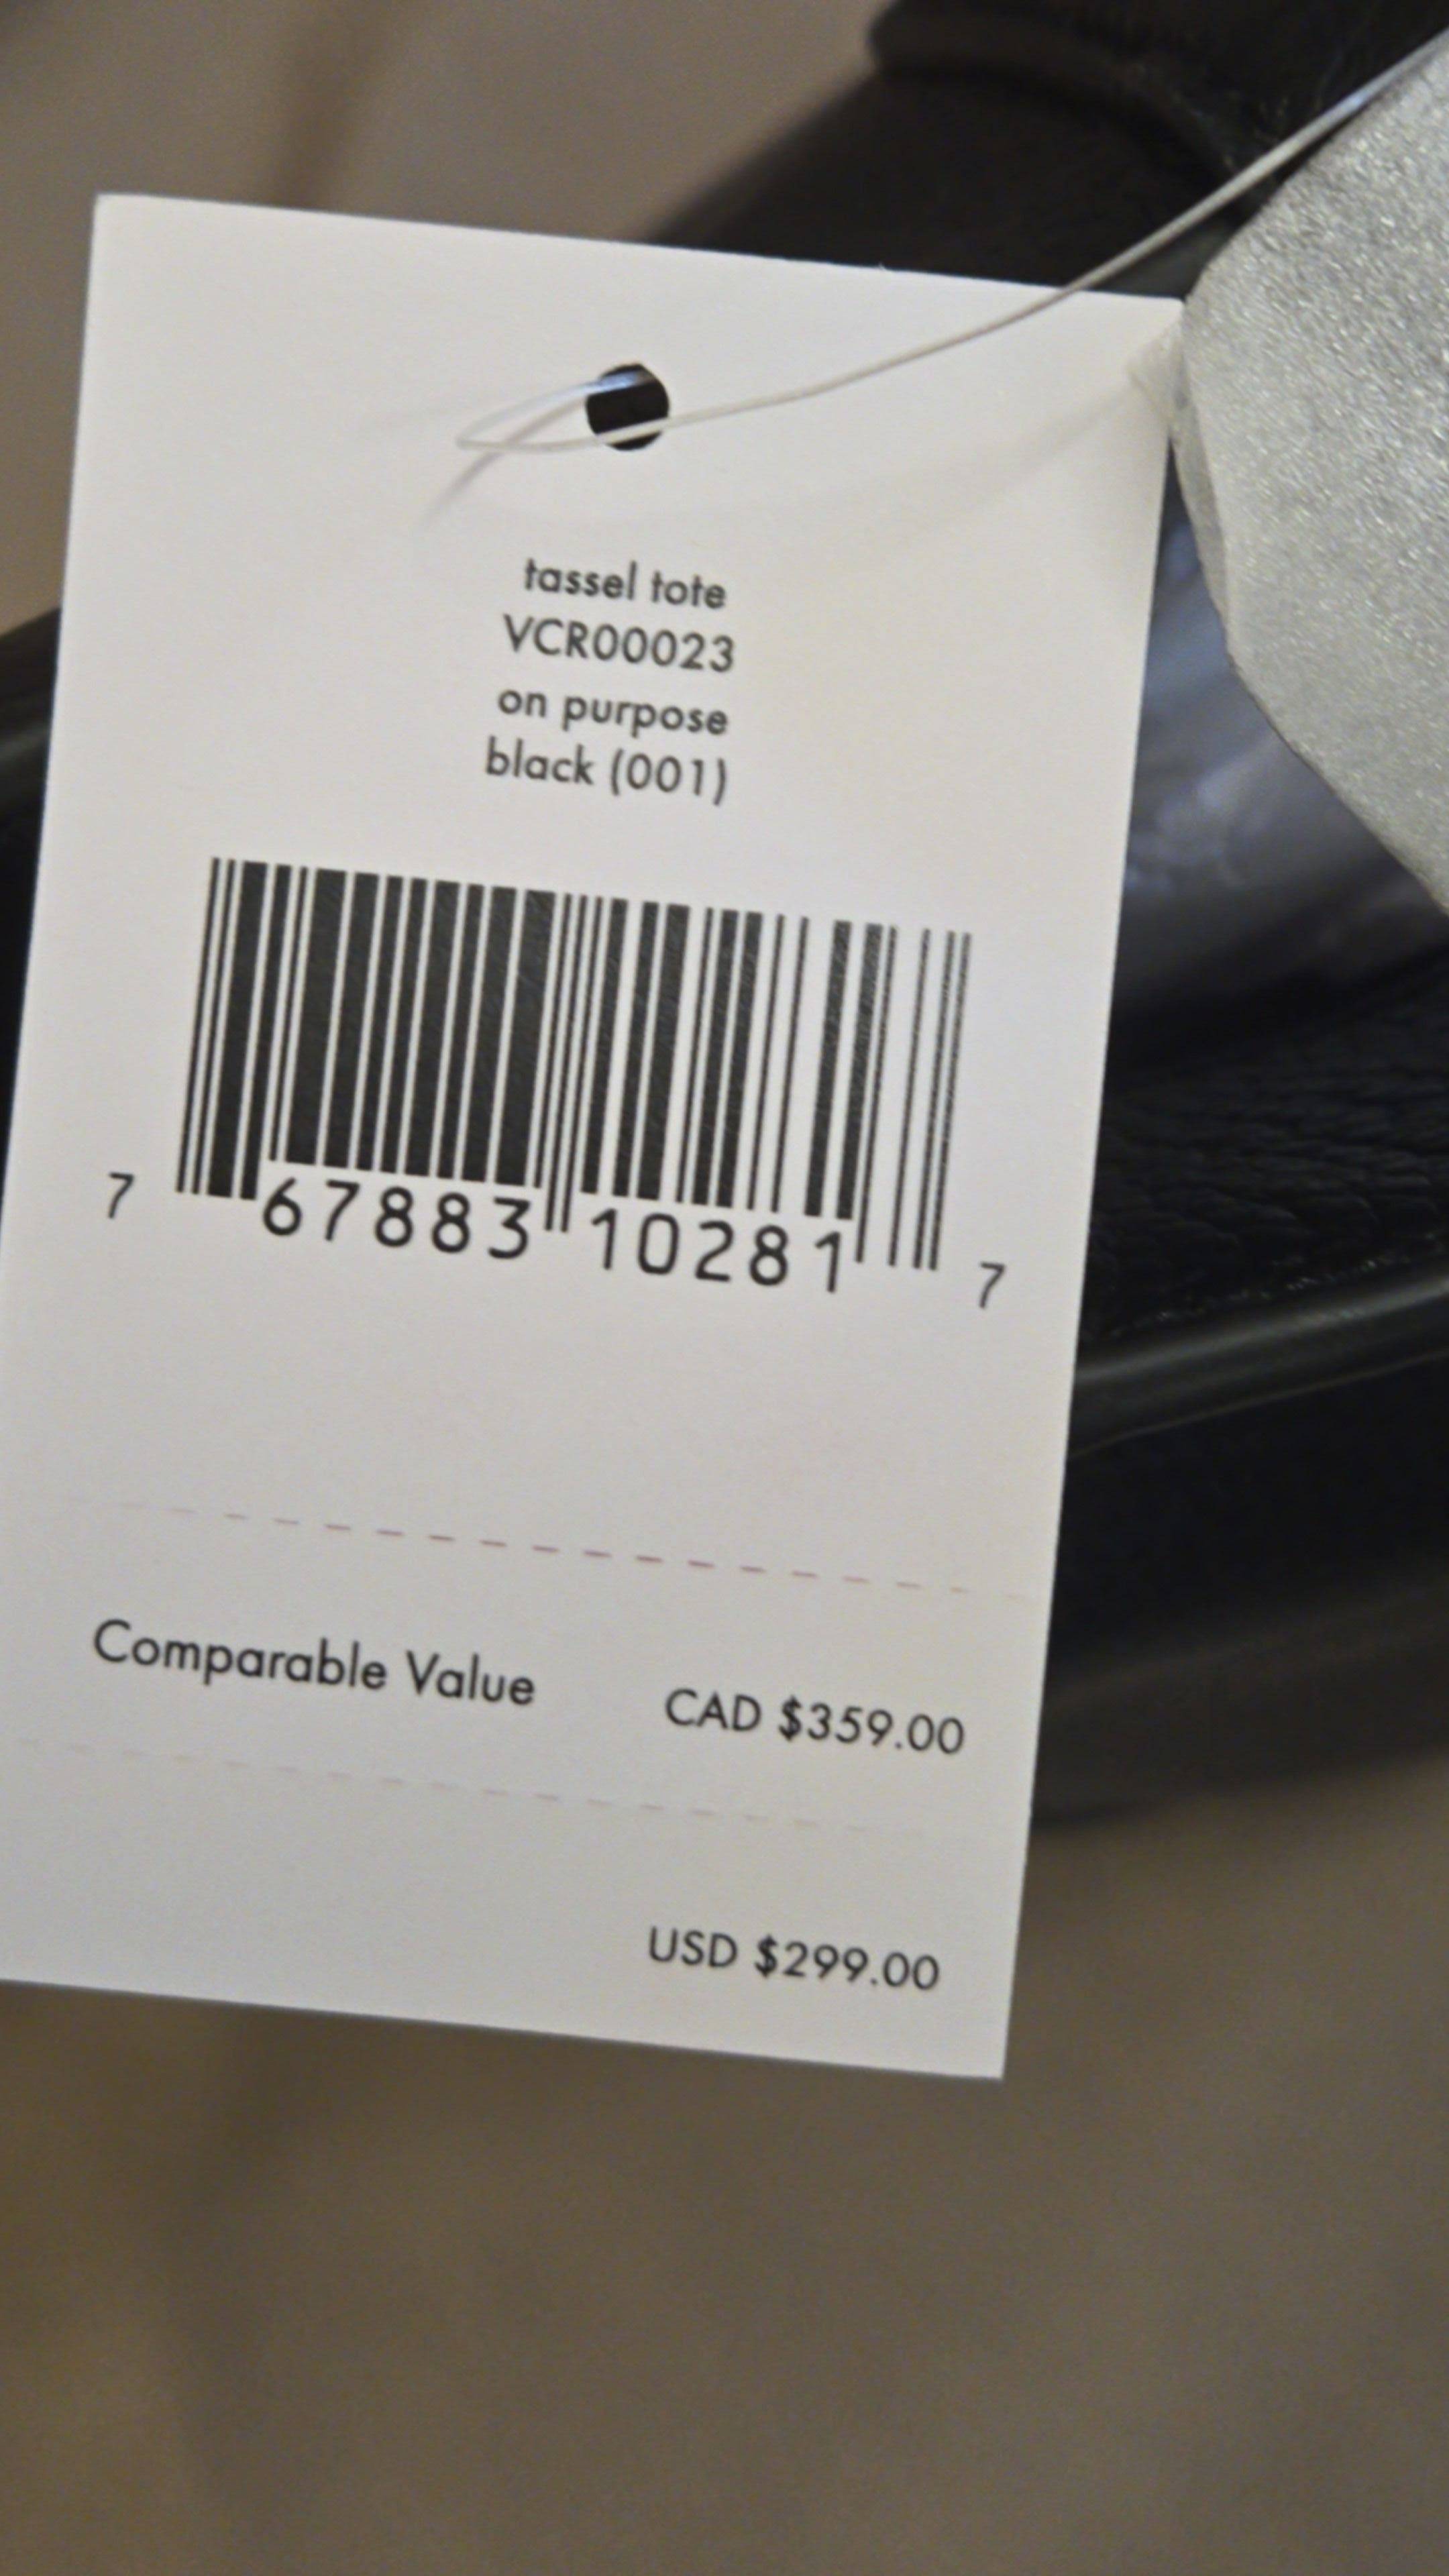 tassel tote
VCR00023
on purpose
black (001)
7 67883 10281 7
Comparable Value CAD $359.00
USD $299.00